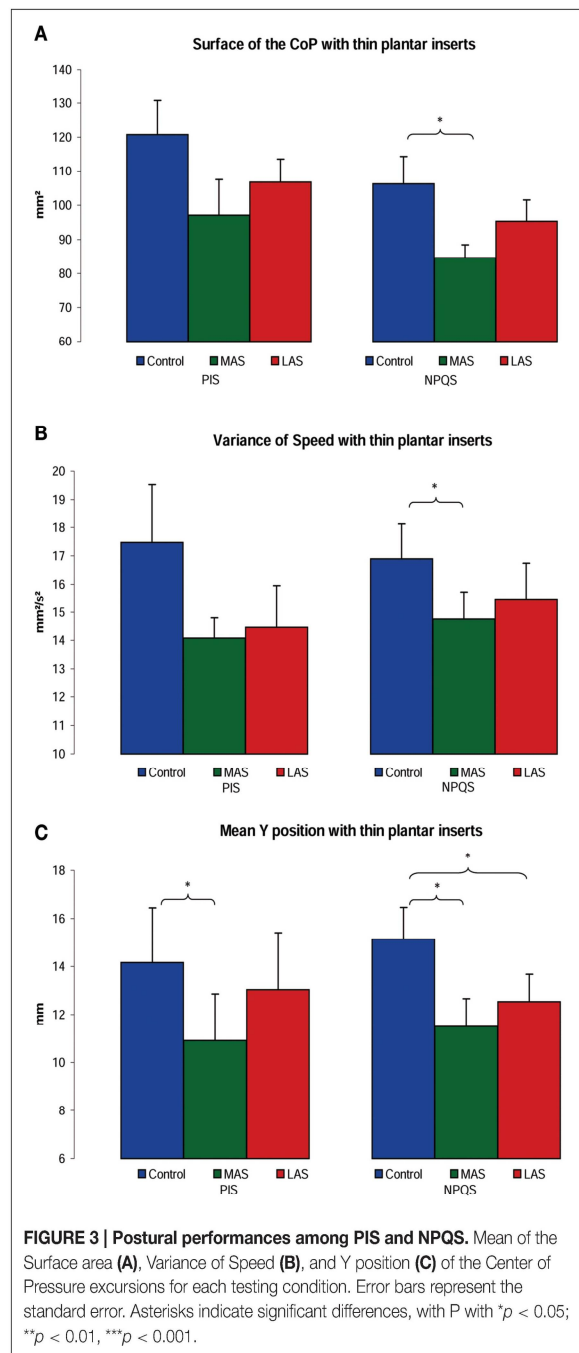 A
Surface of the CoP with thin plantar inserts
140
130
120
110
100
90
80
70
60
mm²
*
Control MAS LAS
PIS
Control MAS LAS
NPQS
B
Variance of Speed with thin plantar inserts
20
19
18
17
16
15
14
13
12
11
10
mm²/s²
*
Control MAS LAS
PIS
Control MAS LAS
NPQS
C
Mean Y position with thin plantar inserts
18
16
14
12
10
8
6
mm
*
*
*
Control MAS LAS
PIS
Control MAS LAS
NPQS
FIGURE 3 | Postural performances among PIS and NPQS. Mean of the
Surface area (A), Variance of Speed (B), and Y position (C) of the Center of
Pressure excursions for each testing condition. Error bars represent the
standard error. Asterisks indicate significant differences, with P with *p < 0.05;
**p < 0.01, ***p < 0.001.